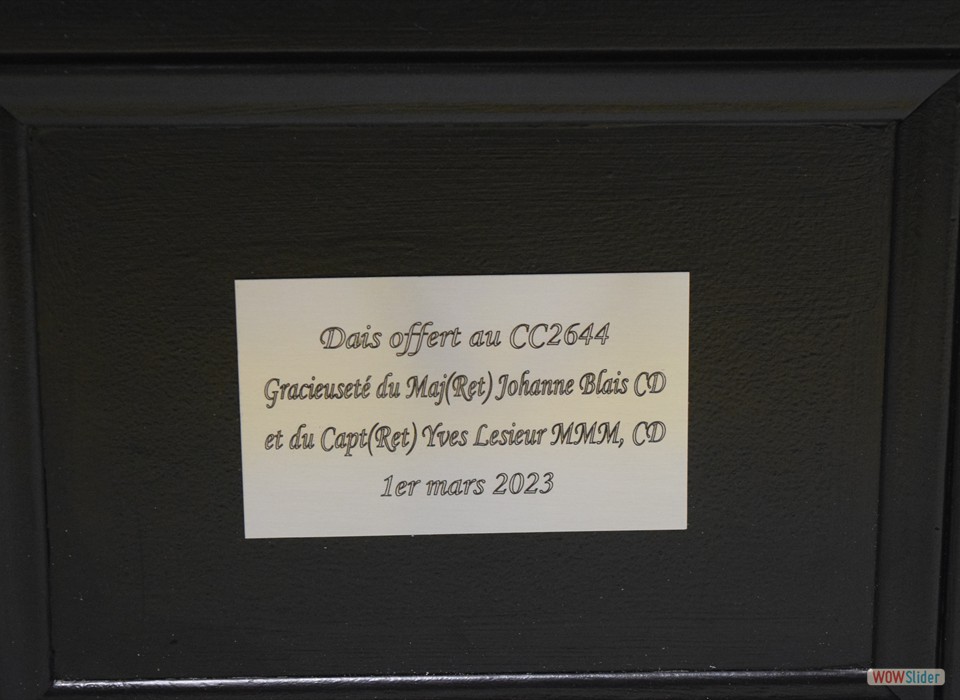 Dais offert au CC2644
Gracieuseté du Maj(Ret) Johanne Blais CD
et du Capt(Ret) Yves Lesieur MMM, CD
1er mars 2023
WOWSlider